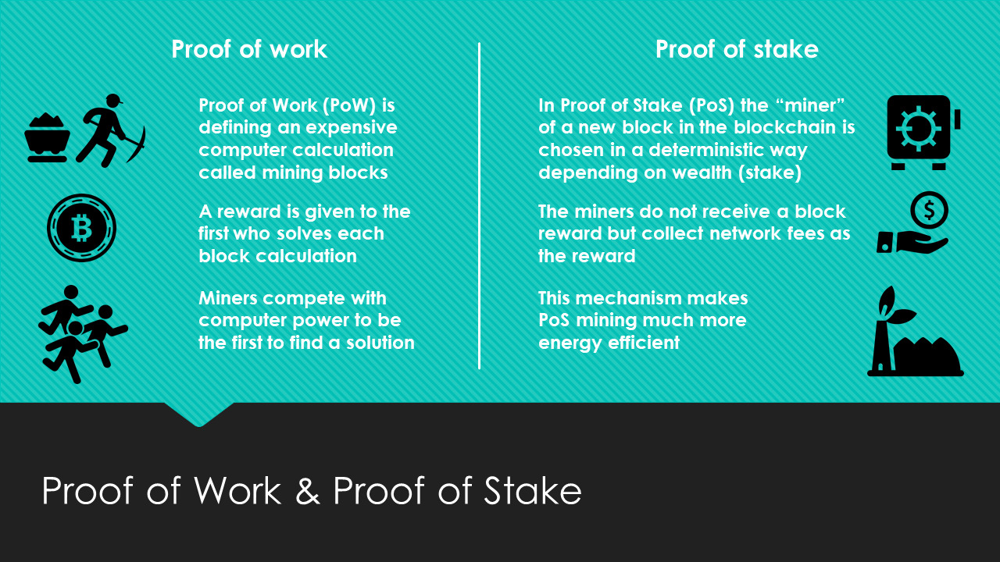 Proof of work
Proof of Work (PoW) is
defining an expensive
computer calculation
called mining blocks
A reward is given to the
first who solves each
block calculation
Miners compete with
computer power to be
the first to find a solution
Proof of stake
In Proof of Stake (PoS) the “miner”
of a new block in the blockchain is
chosen in a deterministic way
depending on wealth (stake)
The miners do not receive a block
reward but collect network fees as
the reward
This mechanism makes
PoS mining much more
energy efficient
Proof of Work & Proof of Stake